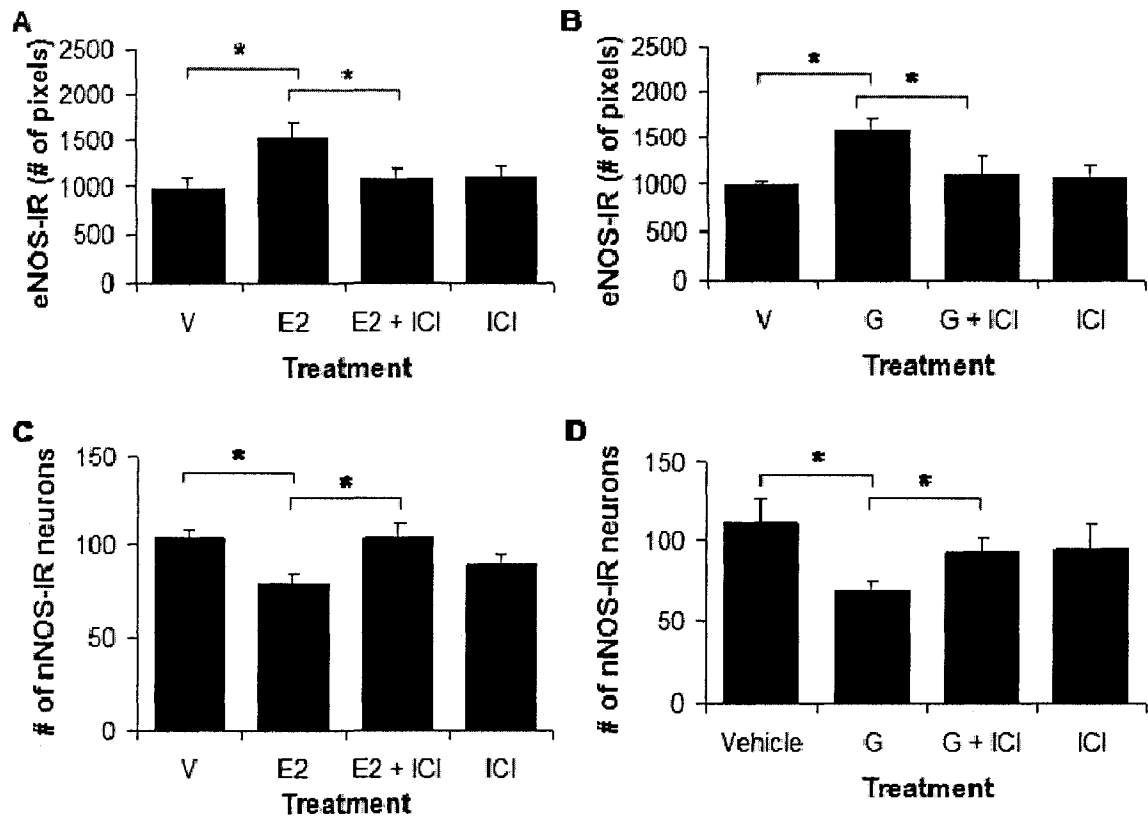 A
eNOS-IR (# of pixels)
2500
2000
1500
1000
500
0
*
*
V E2 E2 + ICI ICI
Treatment
B
eNOS-IR (# of pixels)
2500
2000
1500
1000
500
0
*
*
V G G + ICI ICI
Treatment
C
# of nNOS-IR neurons
150
100
50
0
*
*
V E2 E2 + ICI ICI
Treatment
D
# of nNOS-IR neurons
150
100
50
0
*
*
Vehicle G G + ICI ICI
Treatment